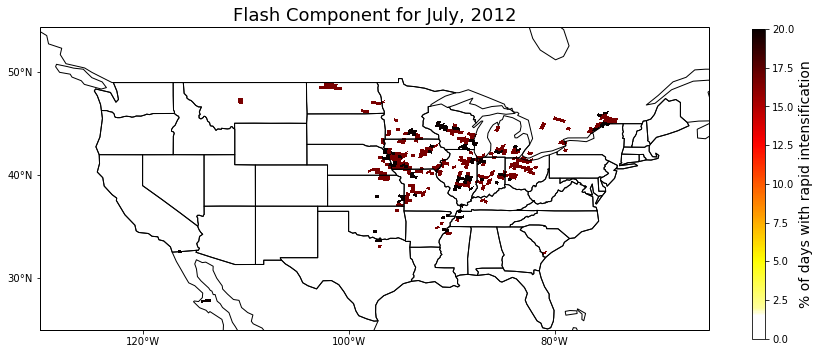 Flash Component for July, 2012
50°N
40°N
30°N
120°W
100°W
80°W
20.0
17.5
15.0
12.5
10.0
7.5
5.0
2.5
0.0
% of days with rapid intensification